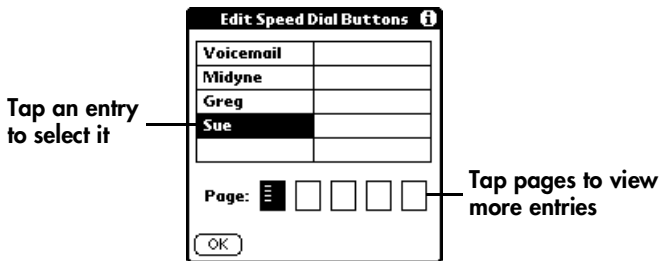 Edit Speed Dial Buttons
Voicemail
Midyne
Greg
Tap an entry
to select it
Sue
Page:
Tap pages to view
more entries
OK